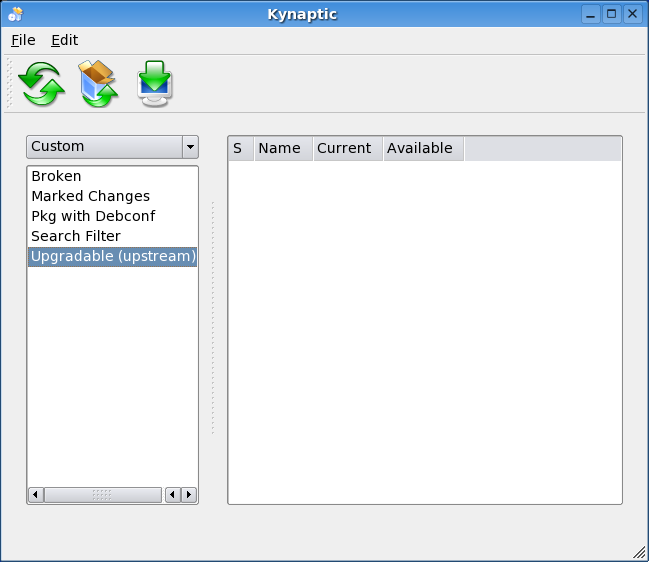 Kynaptic
File Edit
Custom
Broken
Marked Changes
Pkg with Debconf
Search Filter
Upgradable (upstream)
S Name Current Available